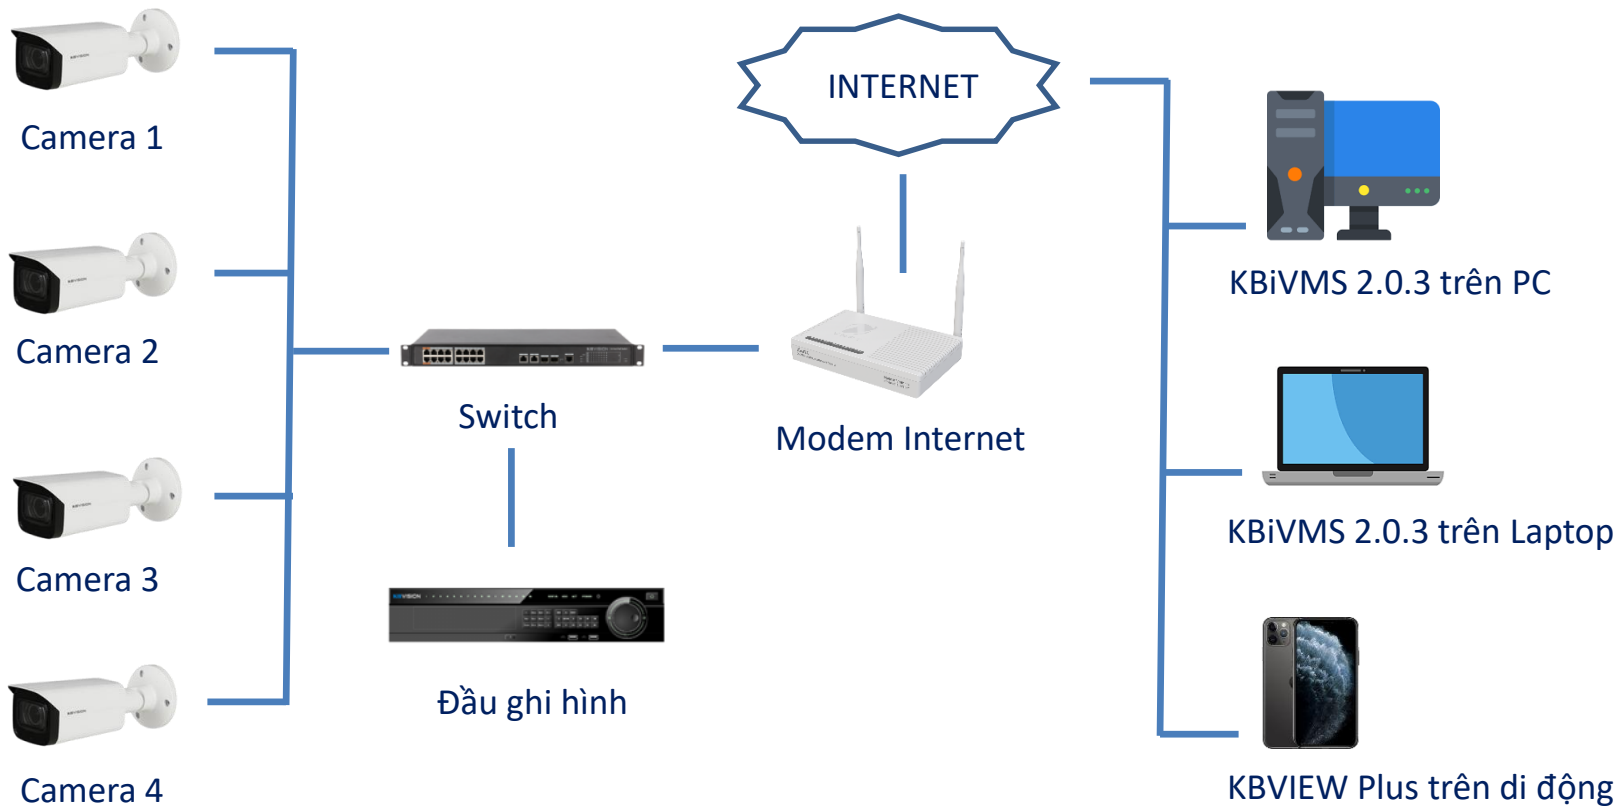 Camera 1
INTERNET
KBiVMS 2.0.3 trên PC
Camera 2
Switch
Modem Internet
KBiVMS 2.0.3 trên Laptop
Camera 3
KBVISION
Đầu ghi hình
Camera 4
KBVIEW Plus trên di động